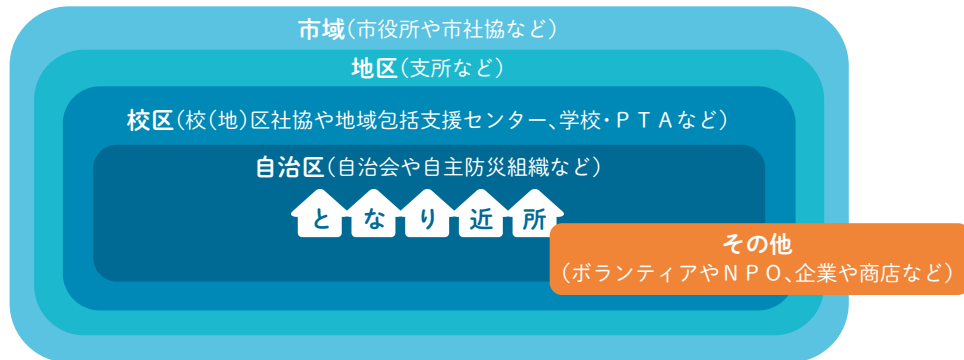 市域(市役所や市社協など)
地区(支所など)
校区(校(地)区社協や地域包括支援センター、学校・ＰＴＡなど)
自治区(自治会や自主防災組織など)
となり近所
その他
(ボランティアやＮＰＯ、企業や商店など)